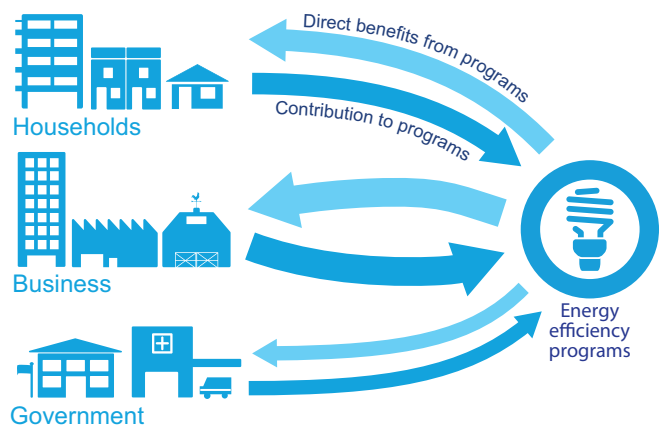 Direct benefits from programs
Contribution to programs
Households
Business
Energy
efficiency
programs
Government